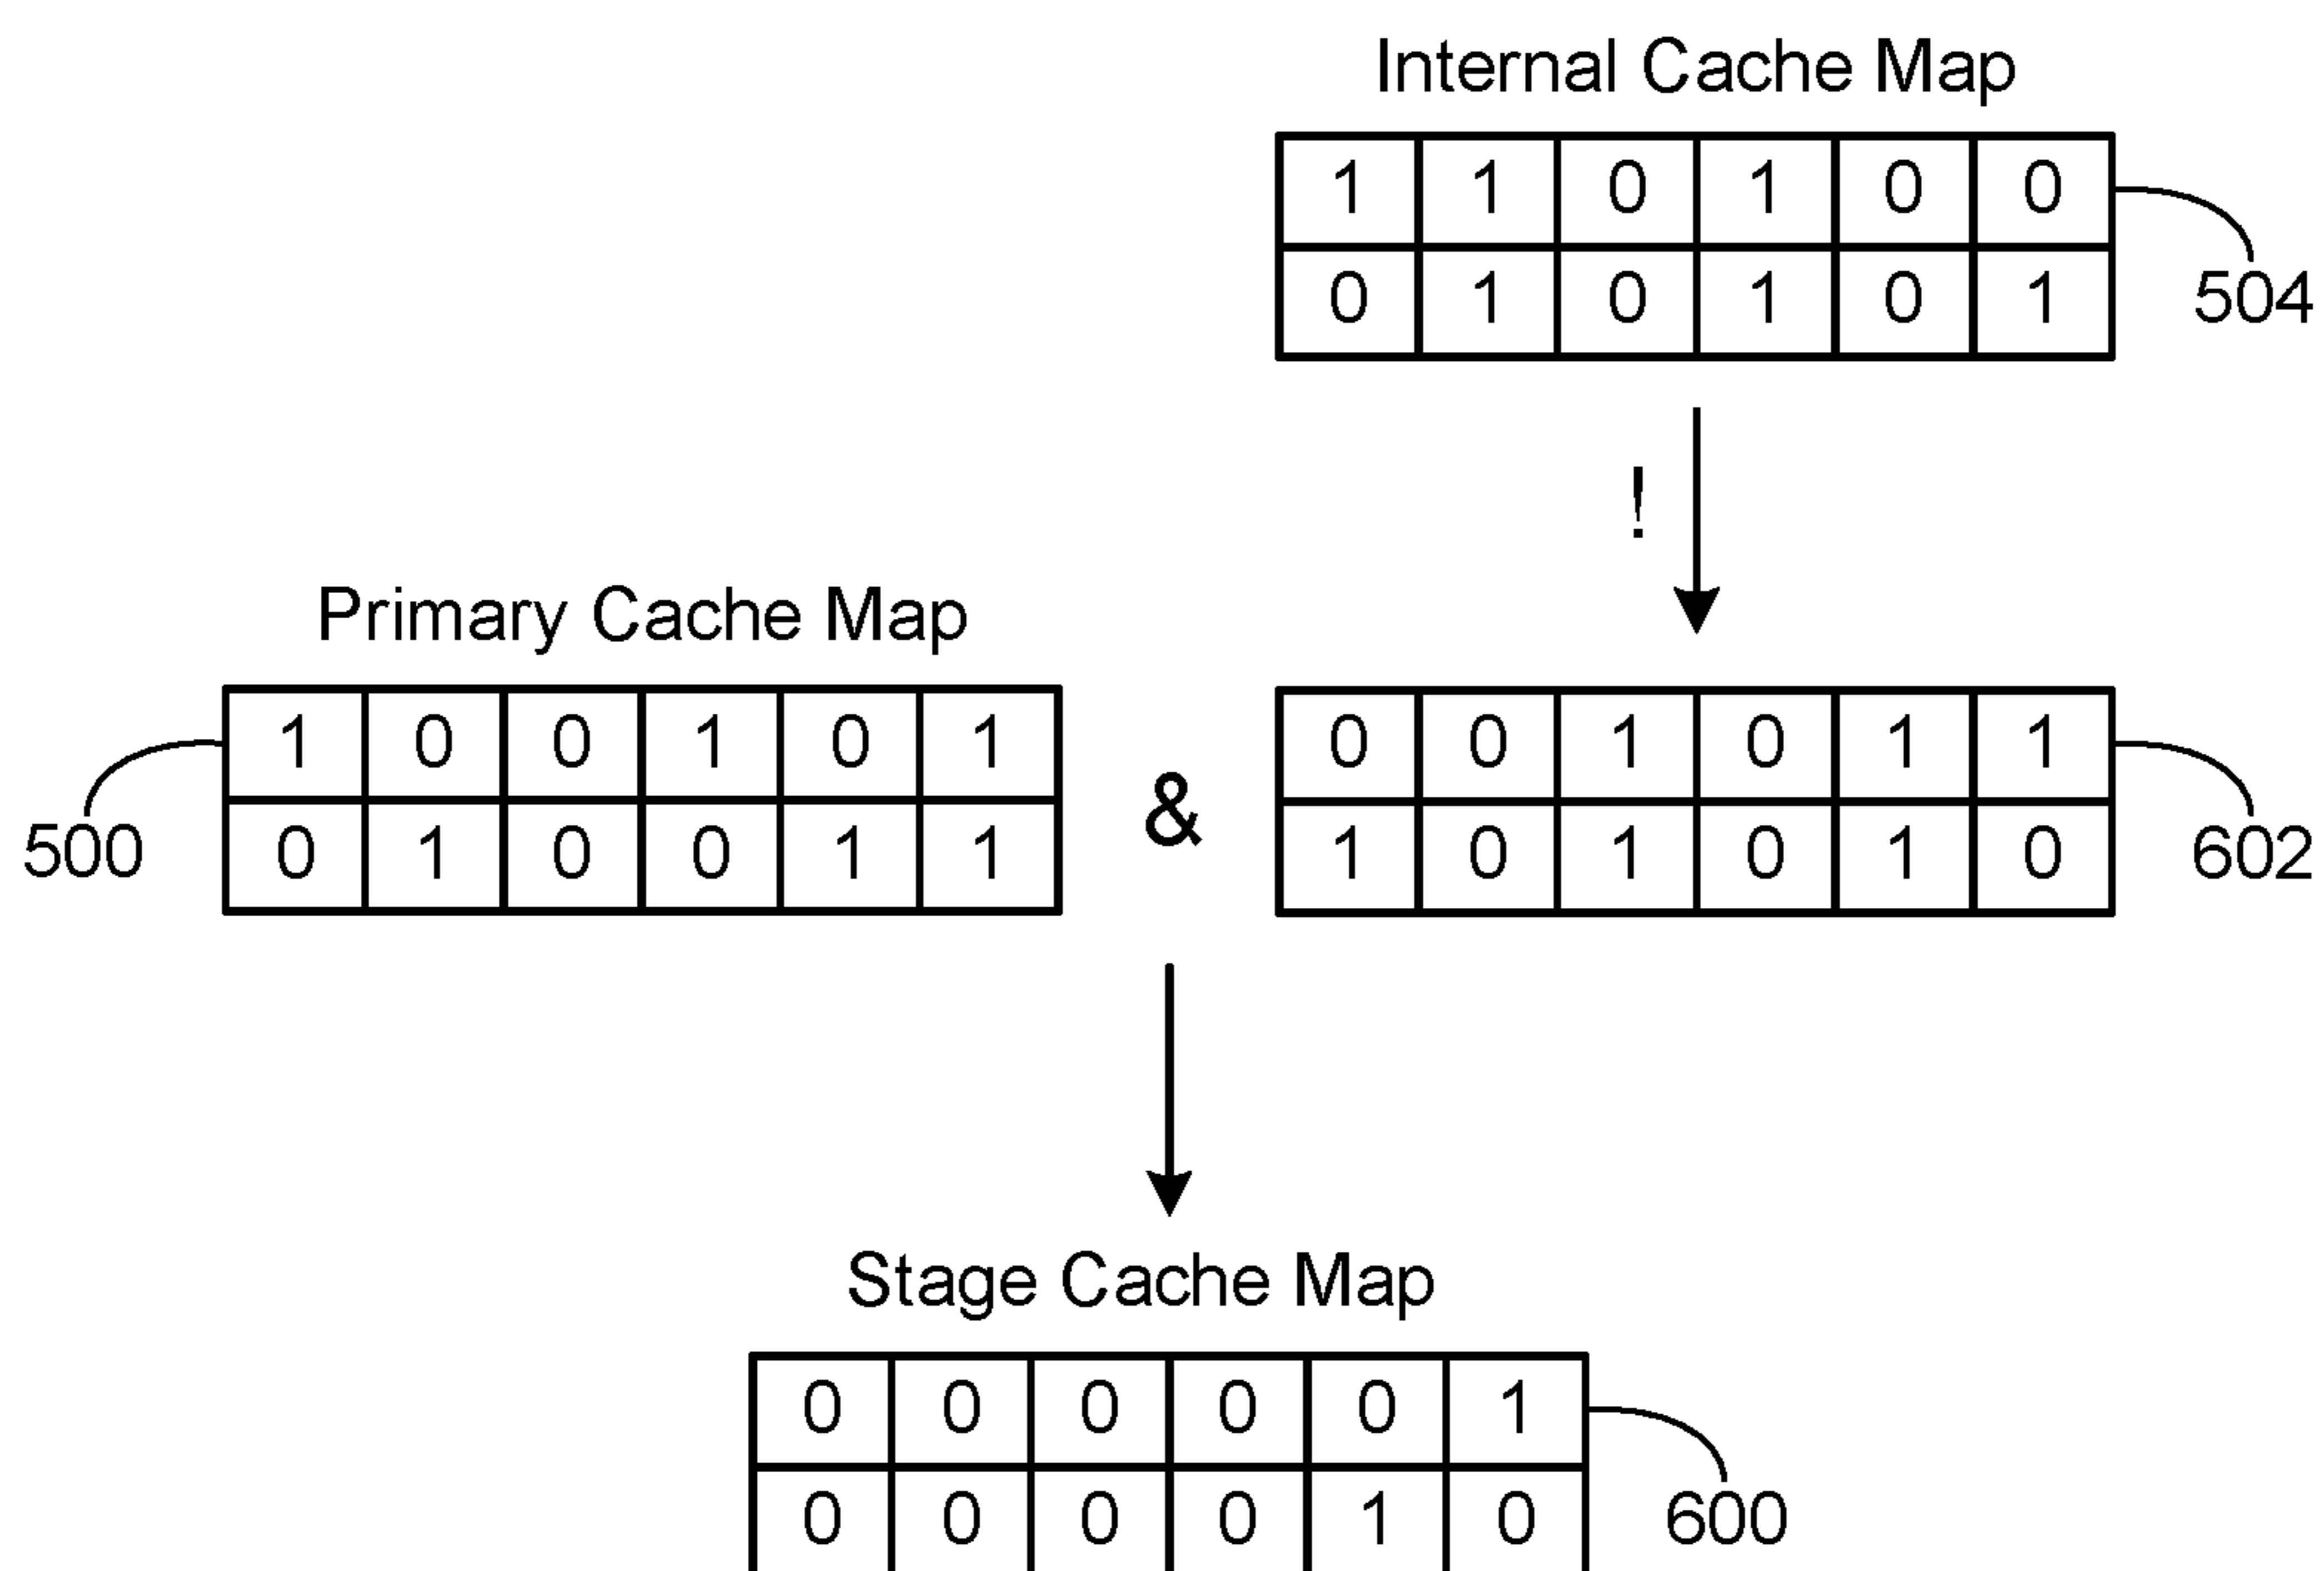 Internal Cache Map
1 1 0 1 0 0
0 1 0 1 0 1
504
!
Primary Cache Map
1 0 0 1 0 1
0 1 0 0 1 1
500
&
0 0 1 0 1 1
1 0 1 0 1 0
602
Stage Cache Map
0 0 0 0 0 1
0 0 0 0 1 0
600